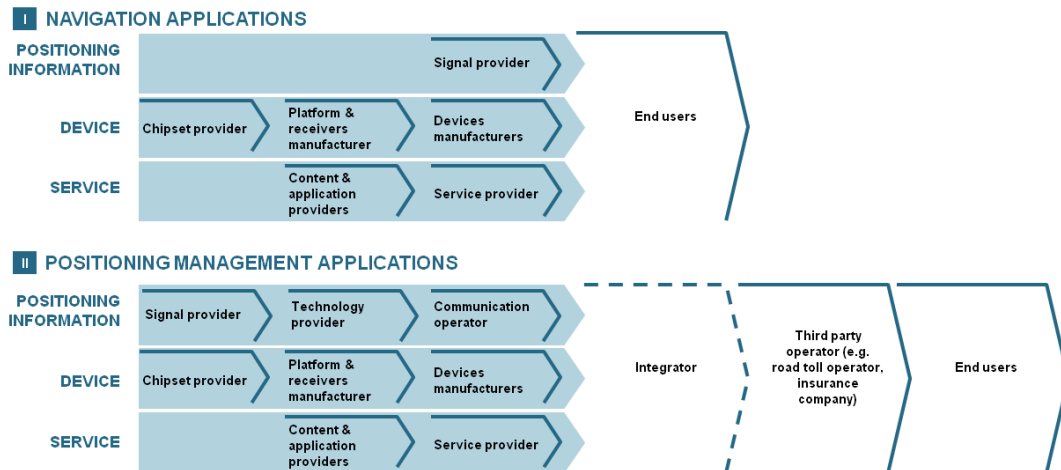 I NAVIGATION APPLICATIONS
POSITIONING
INFORMATION
Signal provider
DEVICE
Chipset provider
Platform &
receivers
manufacturer
Devices
manufacturers
SERVICE
Content &
application
providers
Service provider
End users
II POSITIONING MANAGEMENT APPLICATIONS
POSITIONING
INFORMATION
Signal provider
Technology
provider
Communication
operator
DEVICE
Chipset provider
Platform &
receivers
manufacturer
Devices
manufacturers
SERVICE
Content &
application
providers
Service provider
Integrator
Third party
operator (e.g.
road toll operator,
insurance
company)
End users